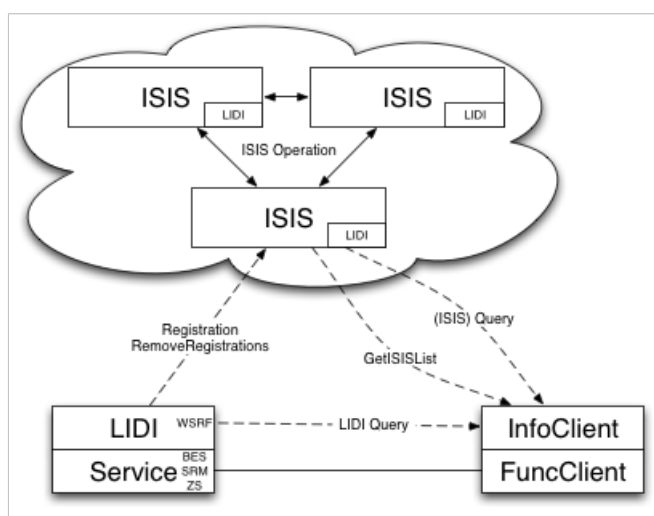 ISIS
LIDI
ISIS
LIDI
ISIS Operation
ISIS
LIDI
(ISIS) Query
Registration
RemoveRegistrations
GetISISList
LIDI
WSRF
LIDI Query
InfoClient
Service
BES
SRM
ZS
FuncClient